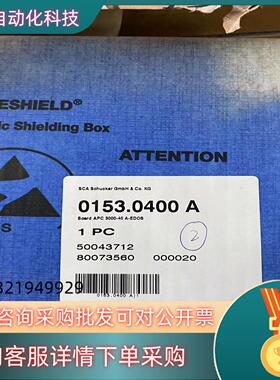 自动化科技
ESHIELD®
ic Shielding Box
ATTENTION
SCA Schucker GmbH & Co. KG
0153.0400 A
Board APC 3000-40 A-EDOS
1 PC
2
50043712
80073560 000020
321949929
0153.0400 A|1
咨询采购批发可对公开票
客服详情下单采购